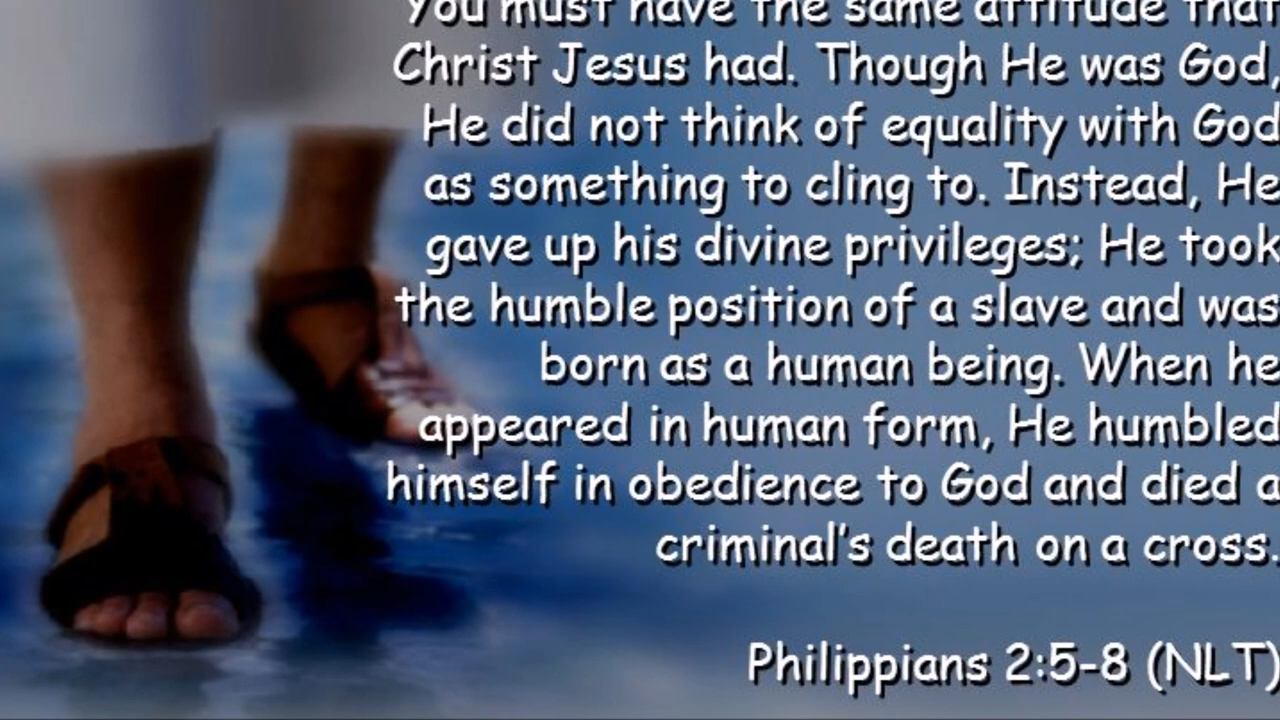 You must have the same attitude that
Christ Jesus had. Though He was God,
He did not think of equality with God
as something to cling to. Instead, He
gave up his divine privileges; He took
the humble position of a slave and was
born as a human being. When he
appeared in human form, He humbled
himself in obedience to God and died a
criminal's death on a cross.
Philippians 2:5-8 (NLT)